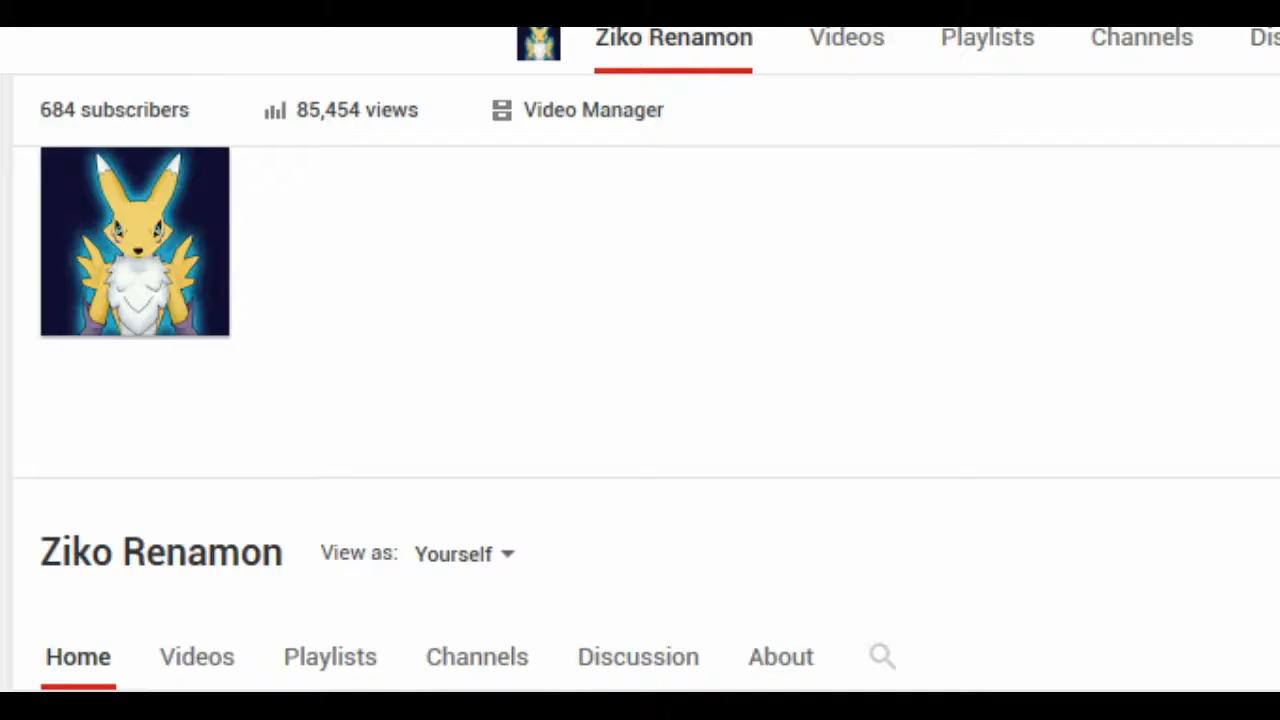 Ziko Renamon Videos Playlists Channels Dis
684 subscribers 85,454 views Video Manager
Ziko Renamon View as: Yourself
Home Videos Playlists Channels Discussion About